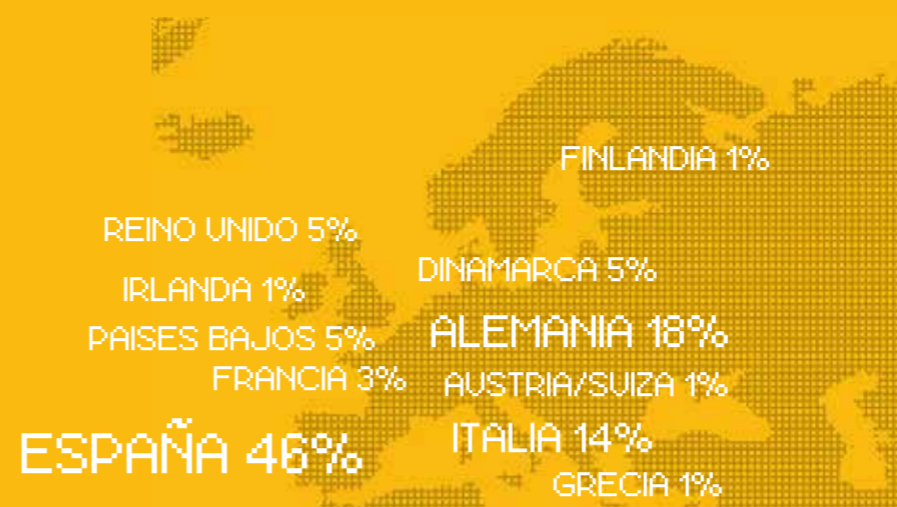 FINLANDIA 1%
REINO UNIDO 5%
DINAMARCA 5%
IRLANDA 1%
PAISES BAJOS 5%
ALEMANIA 18%
FRANCIA 3%
AUSTRIA/SUIZA 1%
ESPAÑA 46%
ITALIA 14%
GRECIA 1%